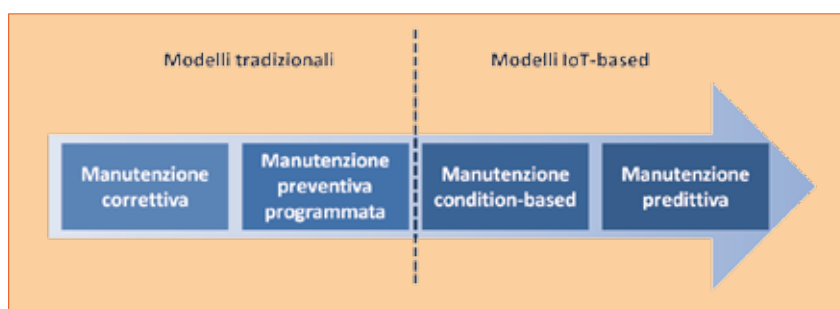 Modelli tradizionali
Modelli IoT-based
Manutenzione
correttiva
Manutenzione
preventiva
programmata
Manutenzione
condition-based
Manutenzione
predittiva